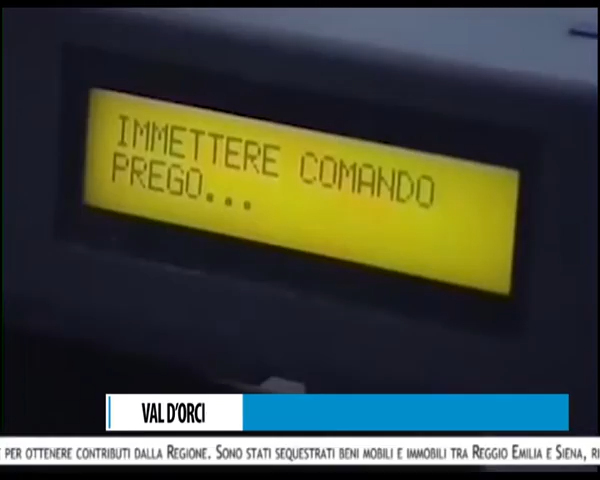 IMMETTERE COMANDO
PREGO...
VAL D'ORCI
PER OTTENERE CONTRIBUTI DALLA REGIONE. SONO STATI SEQUESTRATI BENI MOBILI E IMMOBILI TRA REGGIO EMILIA E SIENA,